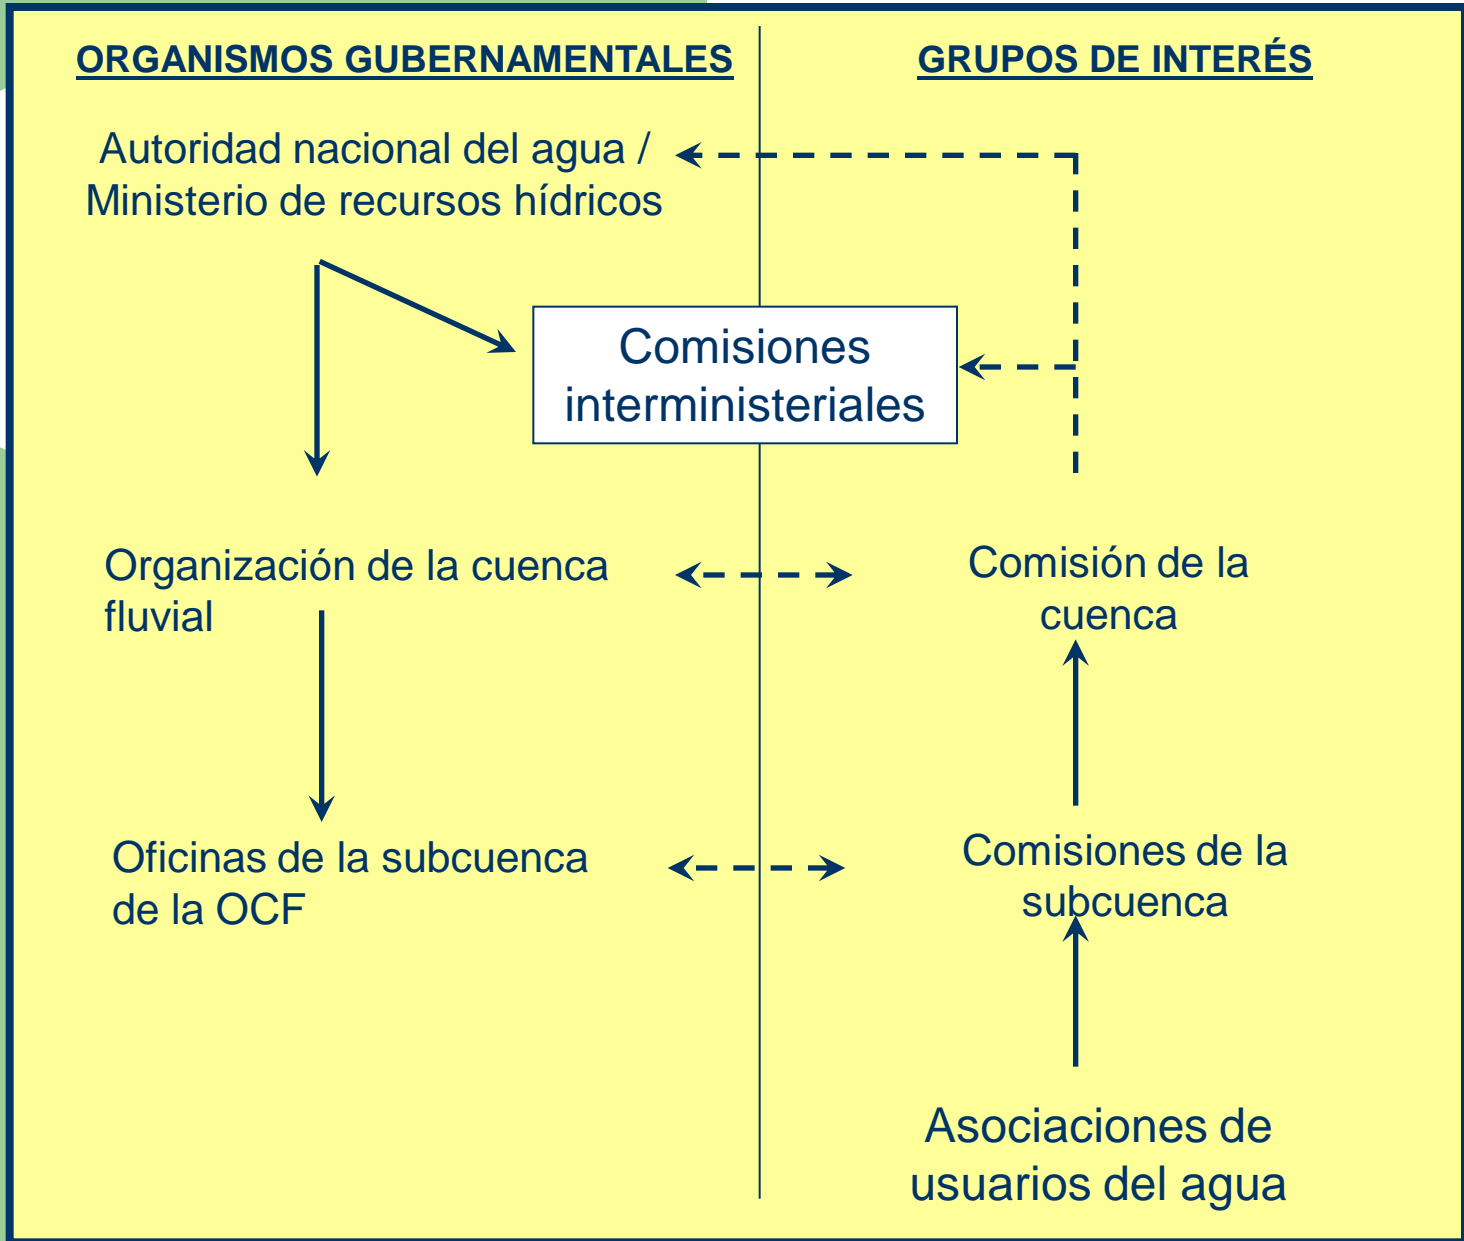 ORGANISMOS GUBERNAMENTALES
GRUPOS DE INTERÉS
Autoridad nacional del agua /
Ministerio de recursos hídricos
Comisiones
interministeriales
Organización de la cuenca
fluvial
Comisión de la
cuenca
Oficinas de la subcuenca
de la OCF
Comisiones de la
subcuenca
Asociaciones de
usuarios del agua